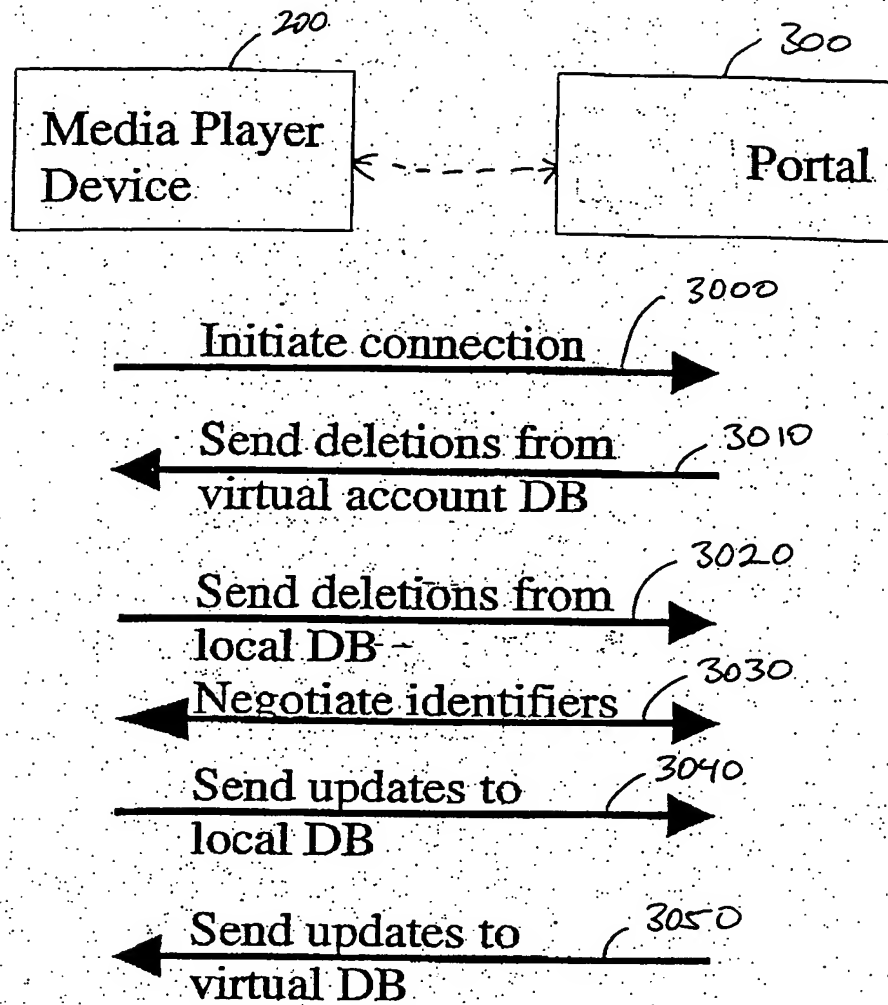 200
300
Media Player
Device
Portal
3000
Initiate connection
Send deletions from
3010
virtual account DB
3020
Send deletions from
local DB
3030
Negotiate identifiers
3040
Send updates to
local DB
3050
Send updates to
virtual DB